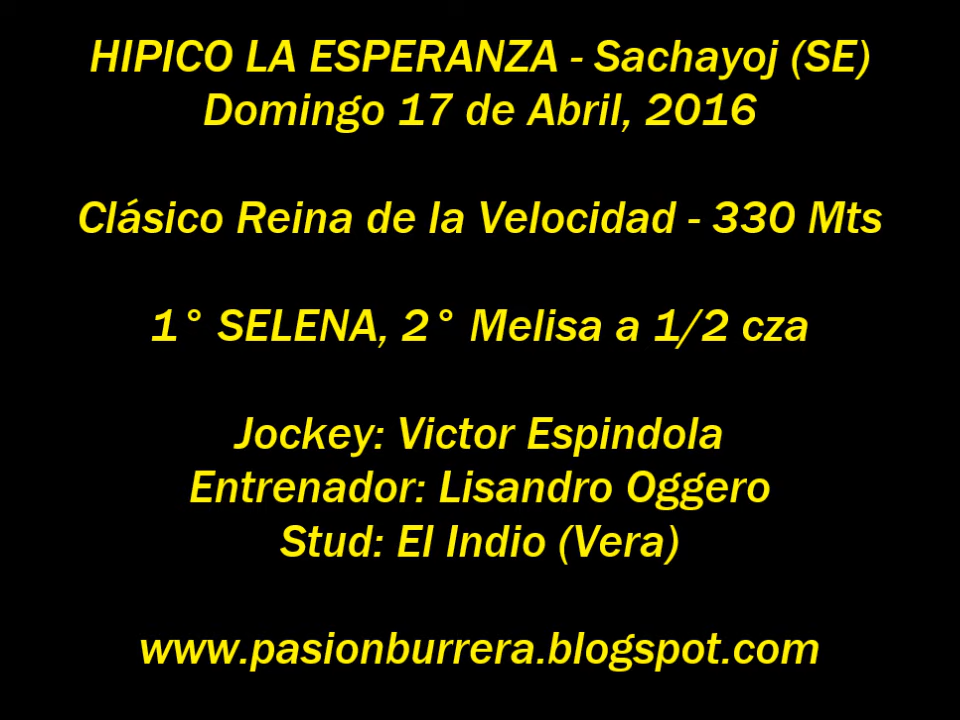 HIPICO LA ESPERANZA - Sachayoj (SE)
Domingo 17 de Abril, 2016
Clásico Reina de la Velocidad - 330 Mts
1° SELENA, 2° Melisa a 1/2 cza
Jockey: Victor Espindola
Entrenador: Lisandro Oggero
Stud: El Indio (Vera)
www.pasionburrera.blogspot.com